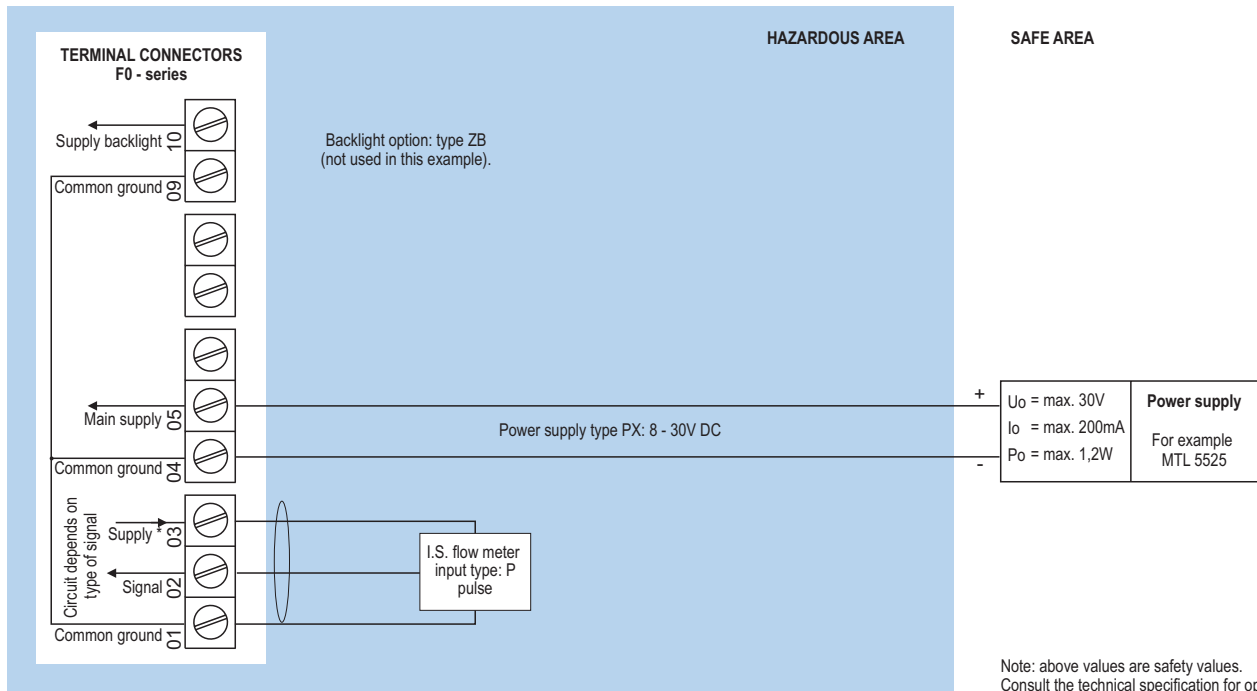 HAZARDOUS AREA
SAFE AREA
TERMINAL CONNECTORS
F0 - series
Supply backlight 10
Common ground 09
Backlight option: type ZB
(not used in this example).
Main supply 05
Common ground 04
Power supply type PX: 8 - 30V DC
+
-
Uo = max. 30V
Io = max. 200mA
Po = max. 1,2W
Power supply
For example
MTL 5525
Circuit depends on
type of signal
Supply * 03
Signal 02
Common ground 01
I.S. flow meter
input type: P
pulse
Note: above values are safety values.
Consult the technical specification for op